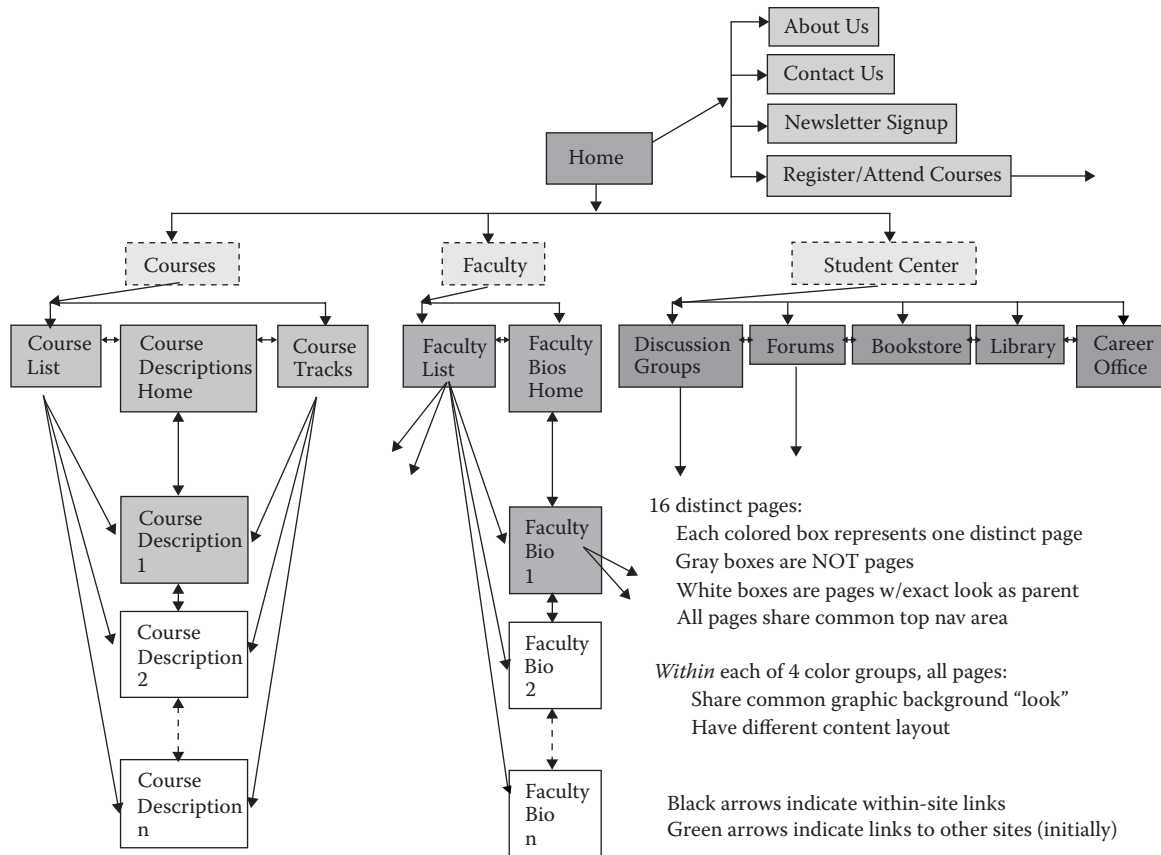 About Us
Contact Us
Newsletter Signup
Home
Register/Attend Courses
Courses
Faculty
Student Center
Course
List
Course
Descriptions
Home
Course
Tracks
Faculty
List
Faculty
Bios
Home
Discussion
Groups
Forums
Bookstore
Library
Career
Office
Course
Description
1
Faculty
Bio
1
Course
Description
2
Faculty
Bio
2
Course
Description
n
Faculty
Bio
n
16 distinct pages:
Each colored box represents one distinct page
Gray boxes are NOT pages
White boxes are pages w/exact look as parent
All pages share common top nav area
Within each of 4 color groups, all pages:
Share common graphic background “look”
Have different content layout
Black arrows indicate within-site links
Green arrows indicate links to other sites (initially)